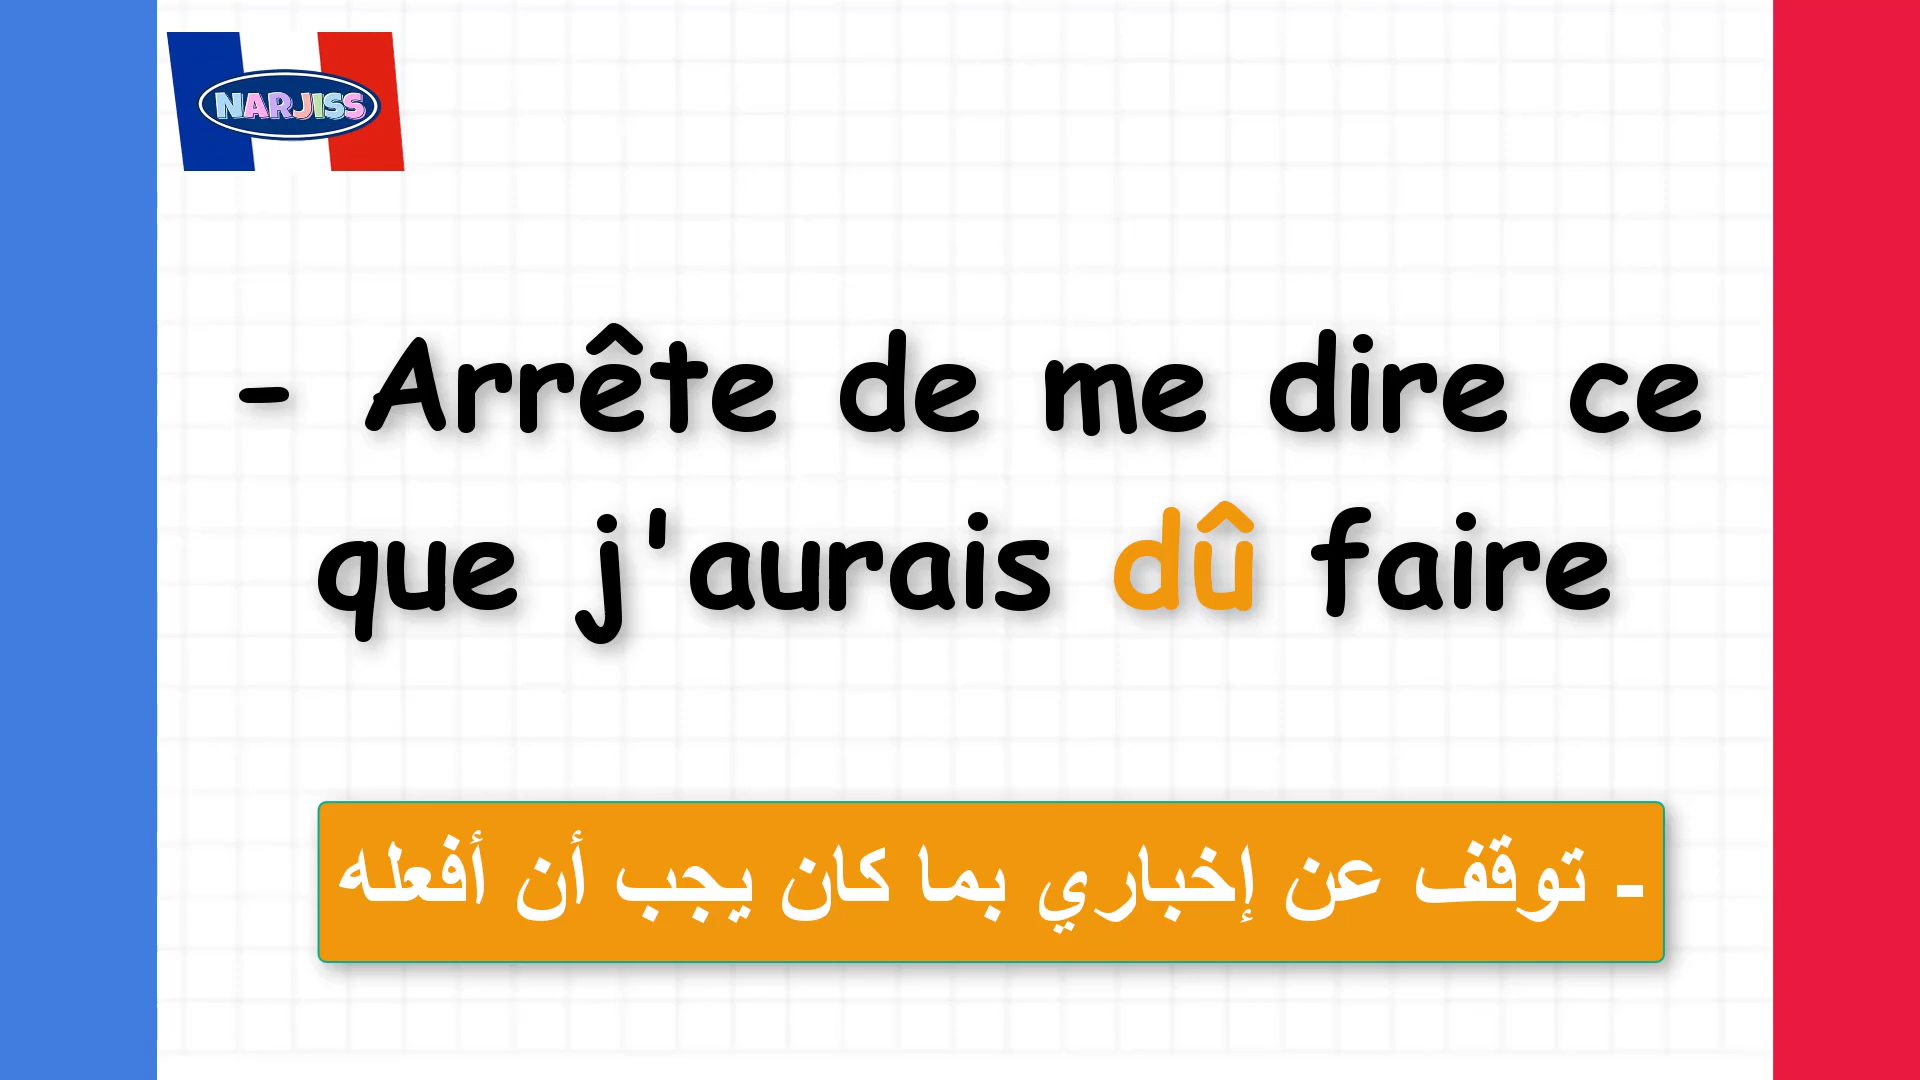 NARJISS
- Arrête de me dire ce
que j'aurais dû faire
- توقف عن إخباري بما كان يجب أن أفعله